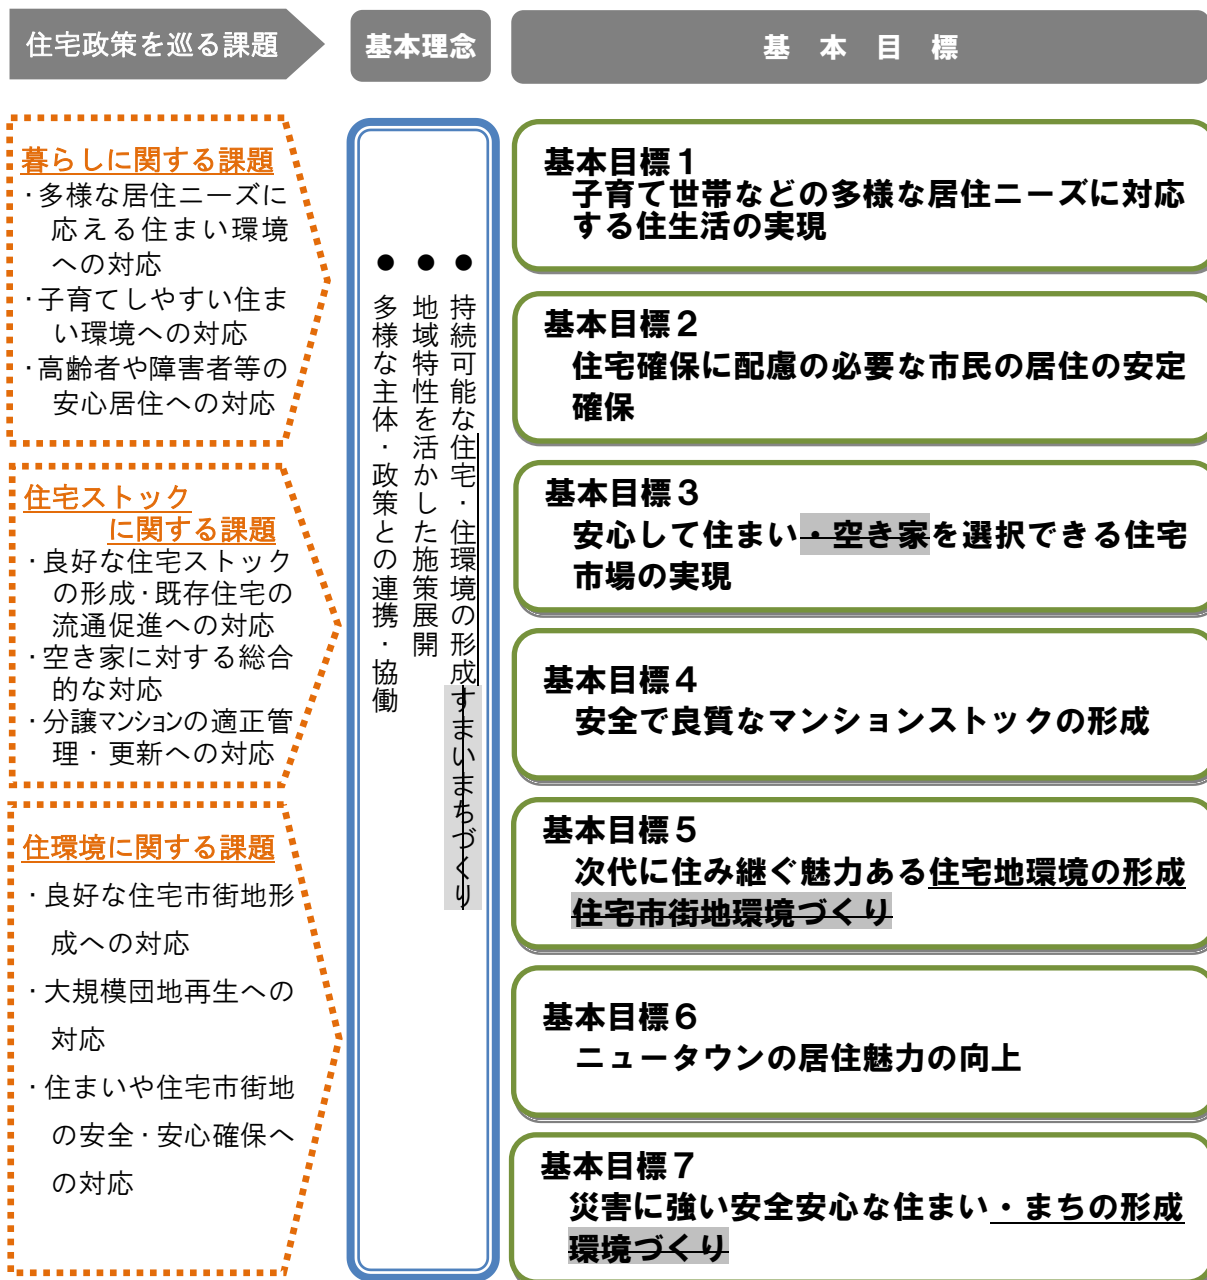 住宅政策を巡る課題
基本理念
基　本　目　標
暮らしに関する課題
・多様な居住ニーズに
応える住まい環境
への対応
・子育てしやすい住ま
い環境への対応
・高齢者や障害者等の
安心居住への対応
住宅ストック
に関する課題
・良好な住宅ストック
の形成・既存住宅の
流通促進への対応
・空き家に対する総合
的な対応
・分譲マンションの適正管
理・更新への対応
住環境に関する課題
・良好な住宅市街地形
成への対応
・大規模団地再生への
対応
・住まいや住宅市街地
の安全・安心確保へ
の対応
● 持続可能な住宅・住環境の形成すまいまちづくり
● 地域特性を活かした施策展開
● 多様な主体・政策との連携・協働
基本目標１
子育て世帯などの多様な居住ニーズに対応
する住生活の実現
基本目標２
住宅確保に配慮の必要な市民の居住の安定
確保
基本目標３
安心して住まい・空き家を選択できる住宅
市場の実現
基本目標４
安全で良質なマンションストックの形成
基本目標５
次代に住み継ぐ魅力ある住宅地環境の形成
住宅市街地環境づくり
基本目標６
ニュータウンの居住魅力の向上
基本目標７
災害に強い安全安心な住まい・まちの形成
環境づくり